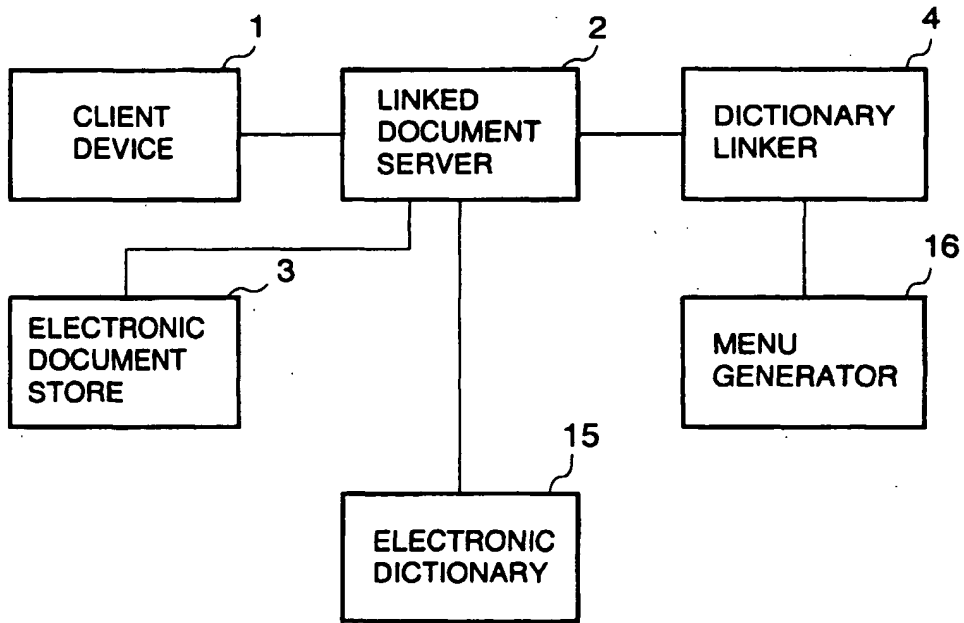 1
2
4
CLIENT
DEVICE
LINKED
DOCUMENT
SERVER
DICTIONARY
LINKER
3
16
ELECTRONIC
DOCUMENT
STORE
MENU
GENERATOR
15
ELECTRONIC
DICTIONARY